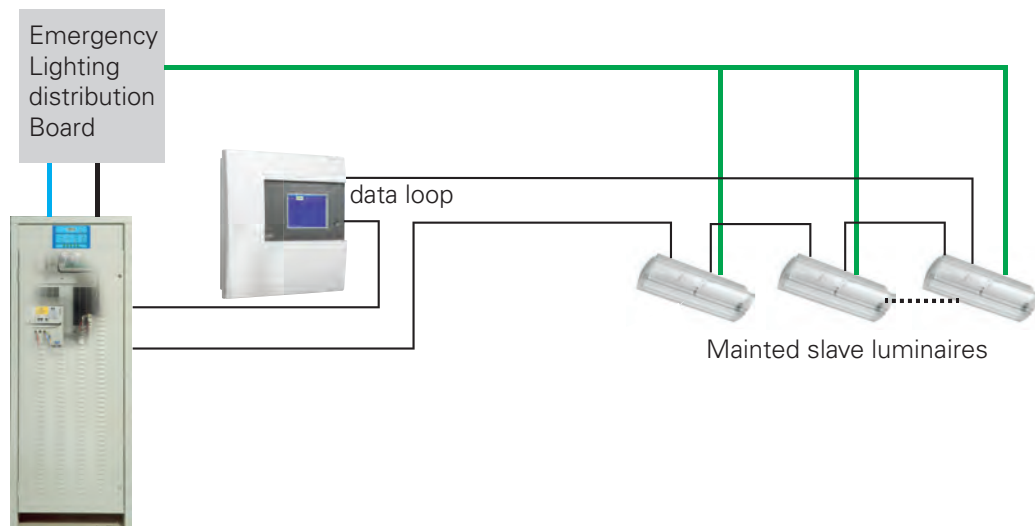 Emergency
Lighting
distribution
Board
data loop
Mainted slave luminaires